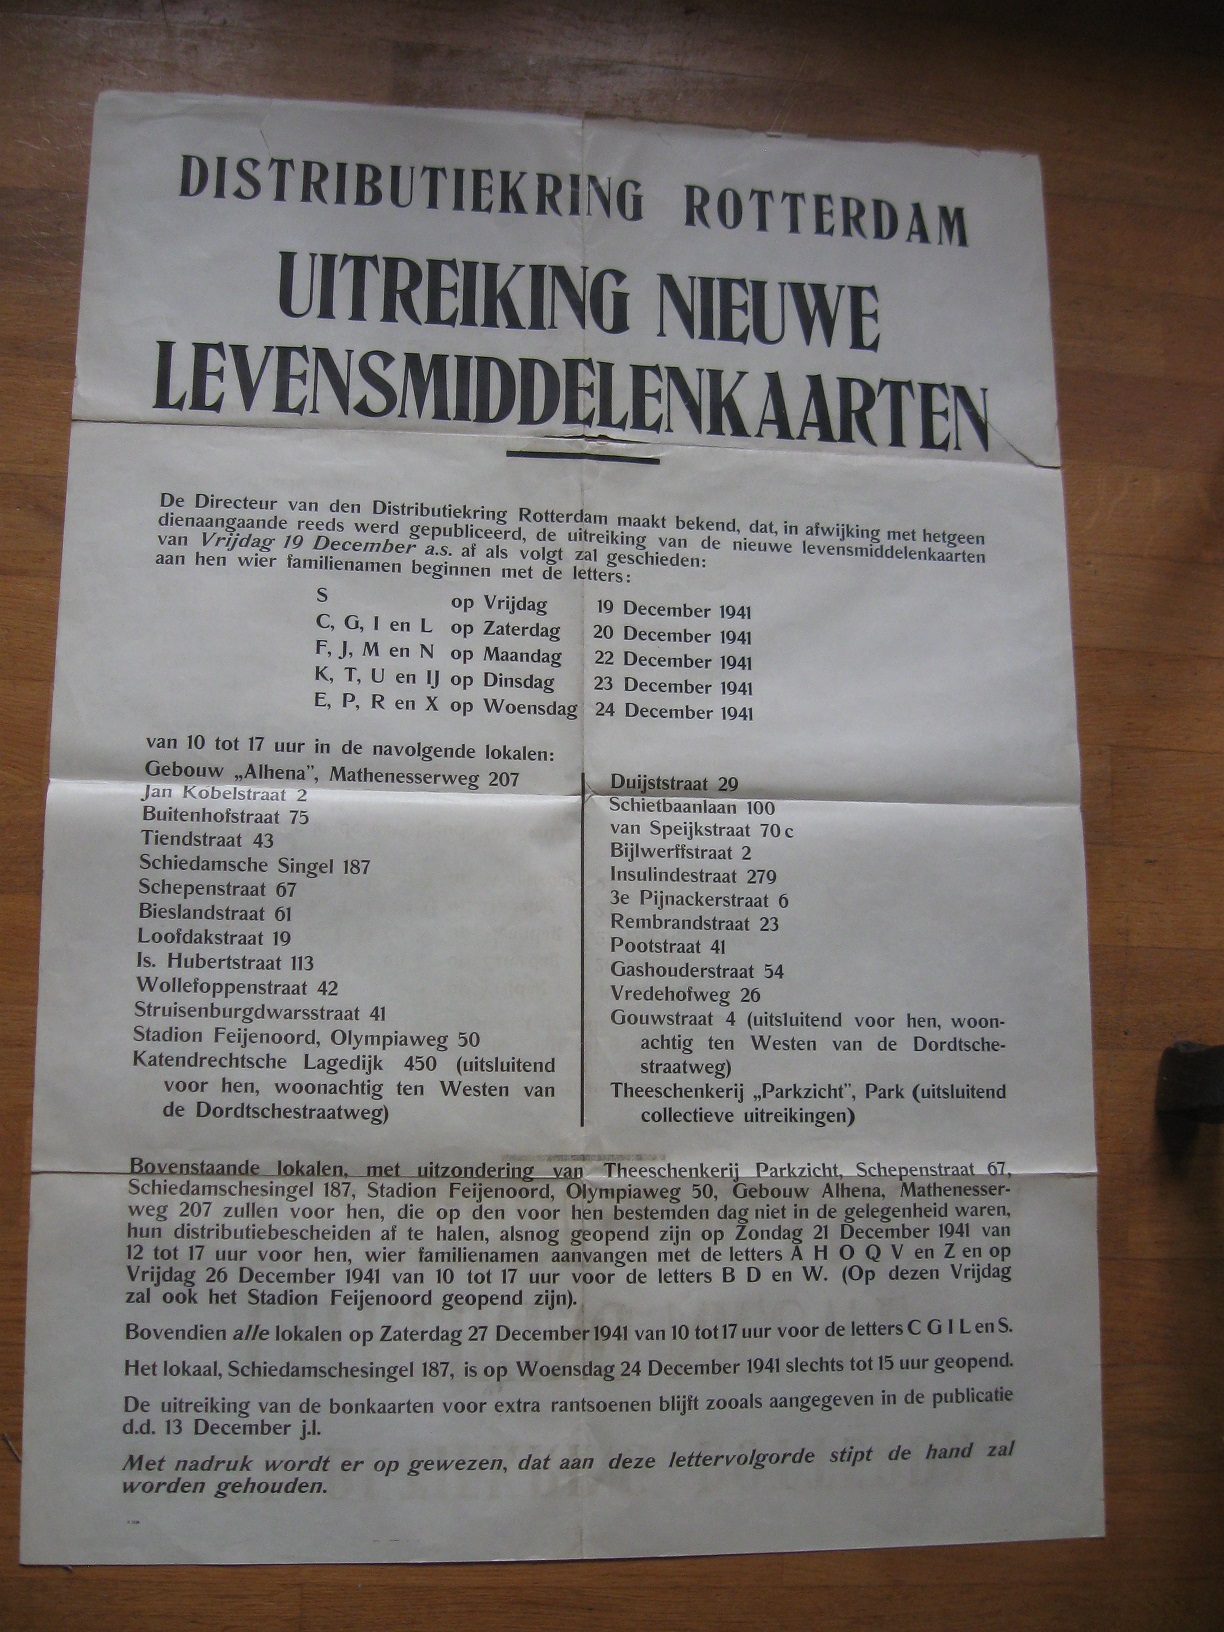 DISTRIBUTIEKRING ROTTERDAM
UITREIKING NIEUWE
LEVENSMIDDELENKAARTEN
De Directeur van den Distributiekring Rotterdam maakt bekend, dat, in afwijking met hetgeen
dienaangaande reeds werd gepubliceerd, de uitreiking van de nieuwe levensmiddelenkaarten
van Vrijdag 19 December a.s. af als volgt zal geschieden:
aan hen wier familienamen beginnen met de letters:
S op Vrijdag 19 December 1941
C, G, I en L op Zaterdag 20 December 1941
F, J, M en N op Maandag 22 December 1941
K, T, U en IJ op Dinsdag 23 December 1941
E, P, R en X op Woensdag 24 December 1941
van 10 tot 17 uur in de navolgende lokalen:
Gebouw „Alhena”, Mathenesserweg 207
Jan Kobelstraat 2
Buitenhofstraat 75
Tiendstraat 43
Schiedamsche Singel 187
Schepenstraat 67
Bieslandstraat 61
Loofdakstraat 19
Is. Hubertstraat 113
Wollefoppenstraat 42
Struisenburgdwarsstraat 41
Stadion Feijenoord, Olympiaweg 50
Katendrechtsche Lagedijk 450 (uitsluitend
voor hen, woonachtig ten Westen van
de Dordtschestraatweg)
Duijststraat 29
Schietbaanlaan 100
van Speijkstraat 70 c
Bijlwerffstraat 2
Insulindestraat 279
3e Pijnackerstraat 6
Rembrandstraat 23
Pootstraat 41
Gashouderstraat 54
Vredehofweg 26
Gouwstraat 4 (uitsluitend voor hen, woon-
achtig ten Westen van de Dordtsche-
straatweg)
Theeschenkerij „Parkzicht”, Park (uitsluitend
collectieve uitreikingen)
Bovenstaande lokalen, met uitzondering van Theeschenkerij Parkzicht, Schepenstraat 67,
Schiedamschesingel 187, Stadion Feijenoord, Olympiaweg 50, Gebouw Alhena, Mathenesser-
weg 207 zullen voor hen, die op den voor hen bestemden dag niet in de gelegenheid waren,
hun distributiebescheiden af te halen, alsnog geopend zijn op Zondag 21 December 1941 van
12 tot 17 uur voor hen, wier familienamen aanvangen met de letters A H O Q V en Z en op
Vrijdag 26 December 1941 van 10 tot 17 uur voor de letters B D en W. (Op dezen Vrijdag
zal ook het Stadion Feijenoord geopend zijn).
Bovendien alle lokalen op Zaterdag 27 December 1941 van 10 tot 17 uur voor de letters C G I L en S.
Het lokaal, Schiedamschesingel 187, is op Woensdag 24 December 1941 slechts tot 15 uur geopend.
De uitreiking van de bonkaarten voor extra rantsoenen blijft zooals aangegeven in de publicatie
d.d. 13 December j.l.
Met nadruk wordt er op gewezen, dat aan deze lettervolgorde stipt de hand zal
worden gehouden.